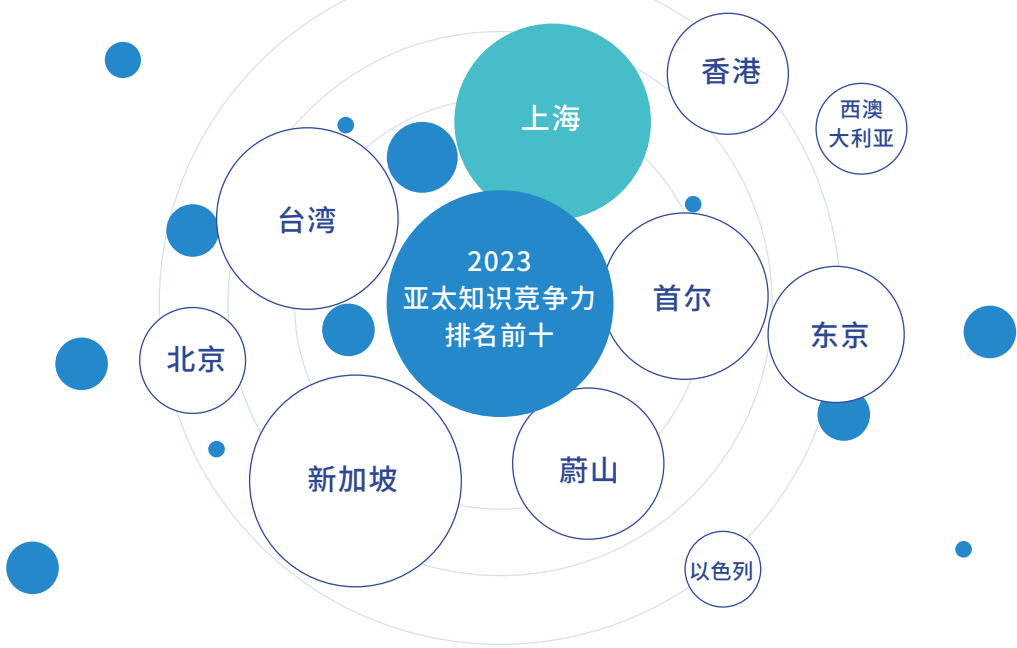 香港
西澳
大利亚
上海
台湾
2023
亚太知识竞争力
排名前十
首尔
东京
北京
新加坡
蔚山
以色列